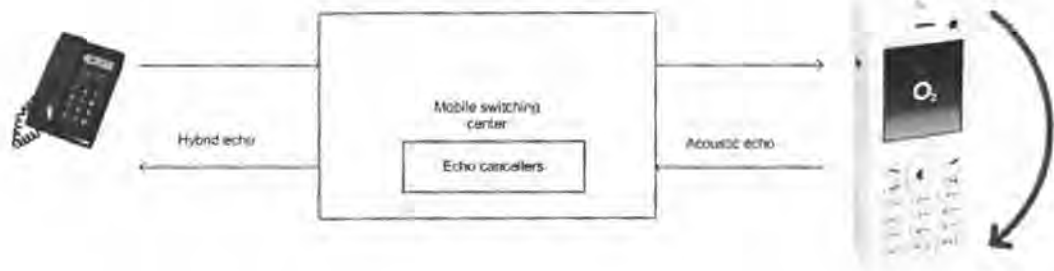 O2
Mobile switching
center
Hybrid echo
Acoustic echo
Echo cancellers